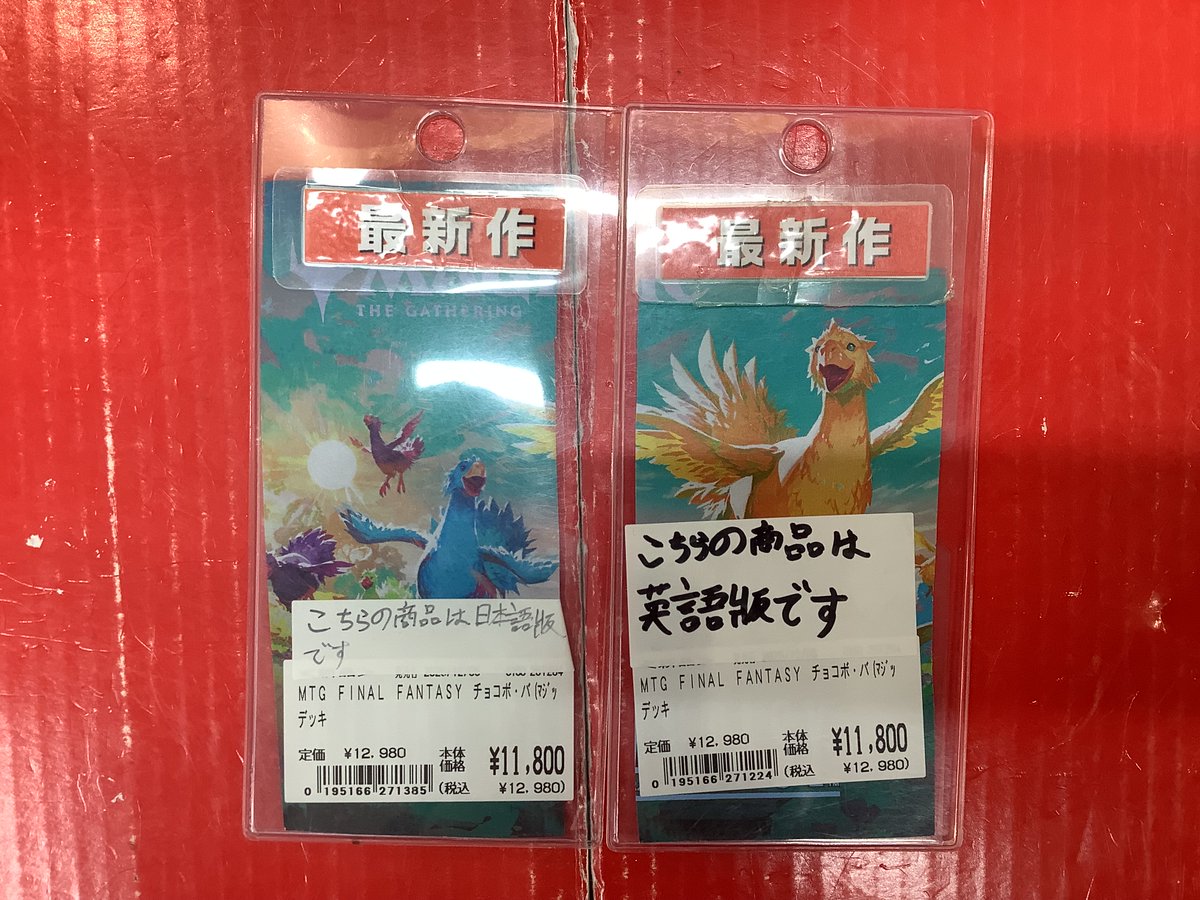 最新作
THE GATHERING
こちらの商品は日本語版
です
MTG FINAL FANTASY チョコボ・バ(マジッ
デッキ
定価 ¥12,980 本体価格 ¥11,800
0 195166 271385 (税込 ¥12,980)
最新作
こちらの商品は
英語版です
MTG FINAL FANTASY チョコボ・バ(マジッ
デッキ
定価 ¥12,980 本体価格 ¥11,800
0 195166 271224 (税込 ¥12,980)